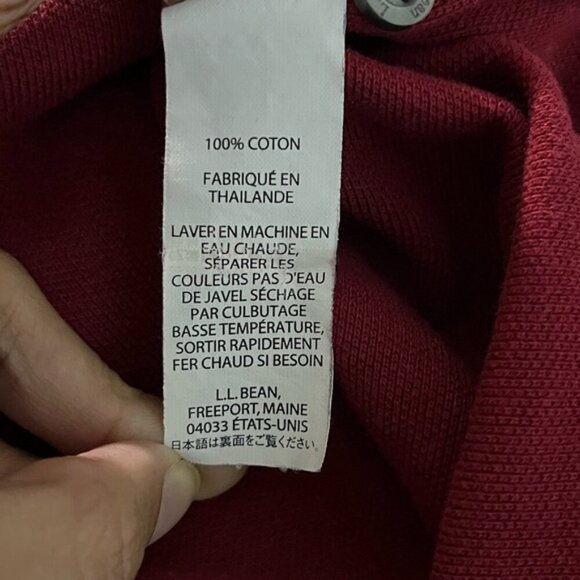 Bean
100% COTON
FABRIQUÉ EN
THAILANDE
LAVER EN MACHINE EN
EAU CHAUDE,
SÉPARER LES
COULEURS PAS D'EAU
DE JAVEL SÉCHAGE
PAR CULBUTAGE
BASSE TEMPÉRATURE,
SORTIR RAPIDEMENT
FER CHAUD SI BESOIN
L.L. BEAN,
FREEPORT, MAINE
04033 ÉTATS-UNIS
日本語は裏面をご覧ください。